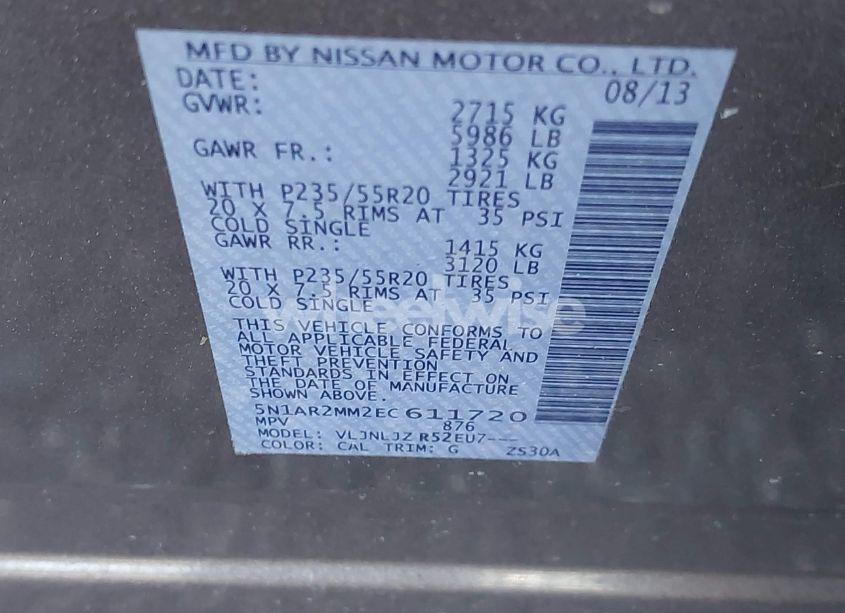 MFD BY NISSAN MOTOR CO., LTD.
DATE: 08/13
GVWR: 2715 KG
5986 LB
GAWR FR.: 1325 KG
2921 LB
WITH P235/55R20 TIRES
20 X 7.5 RIMS AT 35 PSI
COLD SINGLE
GAWR RR.: 1415 KG
3120 LB
WITH P235/55R20 TIRES
20 X 7.5 RIMS AT 35 PSI
COLD SINGLE
wheelwise
THIS VEHICLE CONFORMS TO
ALL APPLICABLE FEDERAL
MOTOR VEHICLE SAFETY AND
THEFT PREVENTION
STANDARDS IN EFFECT ON
THE DATE OF MANUFACTURE
SHOWN ABOVE.
5N1AR2MM2EC611720
MPV 876
MODEL: VLJNLJZ R52EU7---
COLOR: CAL TRIM: G ZS30A